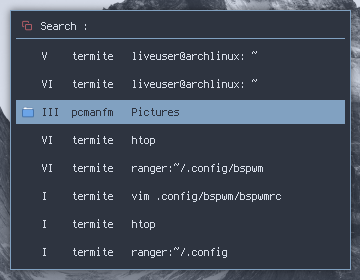 Search :
V termite liveuser@archlinux: ~
VI termite liveuser@archlinux: ~
III pcmanfm Pictures
VI termite htop
VI termite ranger:~/.config/bspwm
I termite vim .config/bspwm/bspwmrc
I termite htop
I termite ranger:~/.config